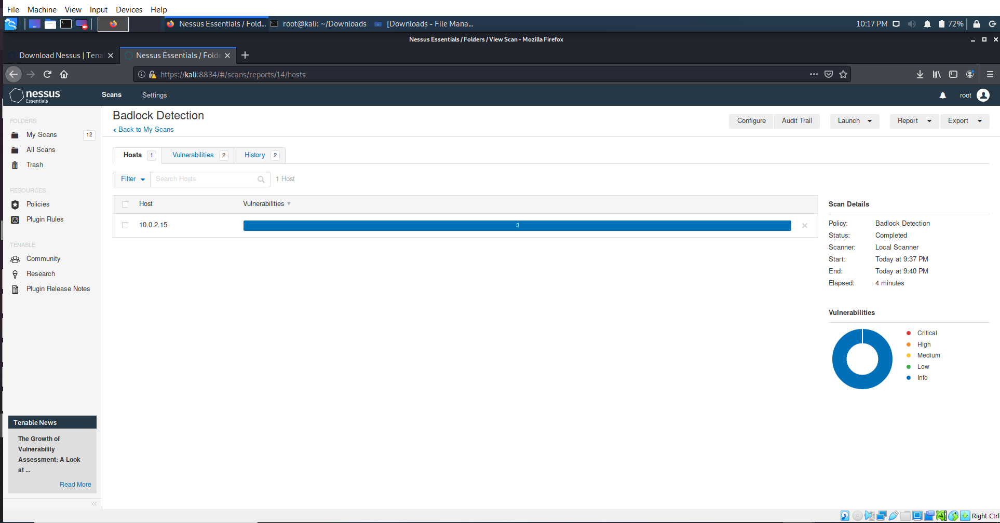 File Machine View Input Devices Help
Nessus Essentials / Fold... root@kali: ~/Downloads [Downloads - File Mana... 10:17 PM 72%
Nessus Essentials / Folders / View Scan - Mozilla Firefox
Download Nessus | Tena Nessus Essentials / Folde
https://kali:8834/#/scans/reports/14/hosts
nessus Essentials Scans Settings root
FOLDERS
My Scans 12
All Scans
Trash
RESOURCES
Policies
Plugin Rules
TENABLE
Community
Research
Plugin Release Notes
Tenable News
The Growth of
Vulnerability
Assessment: A Look
at ...
Read More
Badlock Detection
Back to My Scans
Configure Audit Trail Launch Report Export
Hosts 1 Vulnerabilities 2 History 2
Filter Search Hosts 1 Host
Host Vulnerabilities
10.0.2.15 3
Scan Details
Policy: Badlock Detection
Status: Completed
Scanner: Local Scanner
Start: Today at 9:37 PM
End: Today at 9:40 PM
Elapsed: 4 minutes
Vulnerabilities
Critical
High
Medium
Low
Info
Right Ctrl